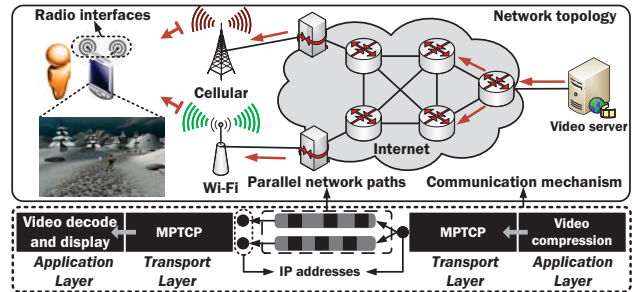 Radio interfaces
Network topology
Cellular
Internet
Video server
Wi-Fi
Parallel network paths
Communication mechanism
Video decode
and display
MPTCP
MPTCP
Video
compression
Application
Layer
Transport
Layer
IP addresses
Transport
Layer
Application
Layer